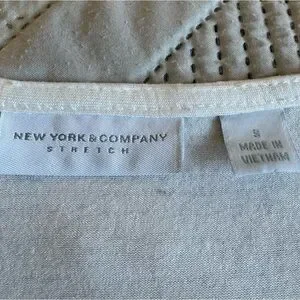 NEW YORK & COMPANY
STRETCH
S
MADE IN
VIETNAM